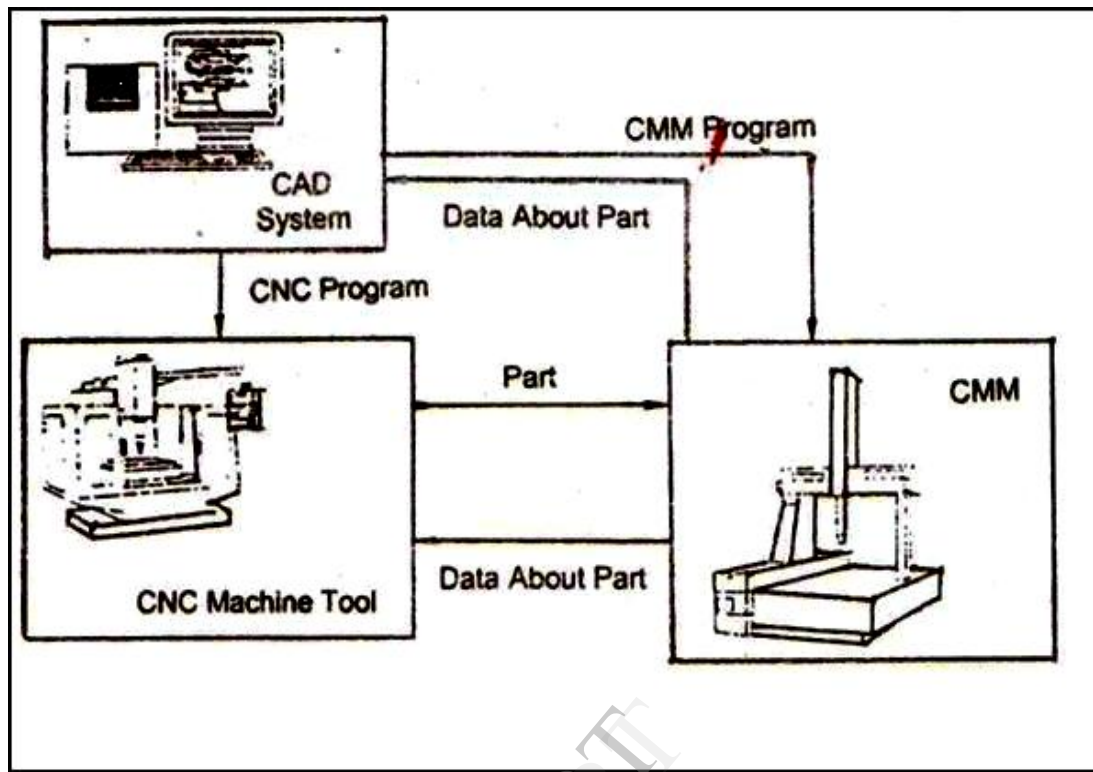 CMM Program
CAD
System
Data About Part
CNC Program
Part
CMM
Data About Part
CNC Machine Tool